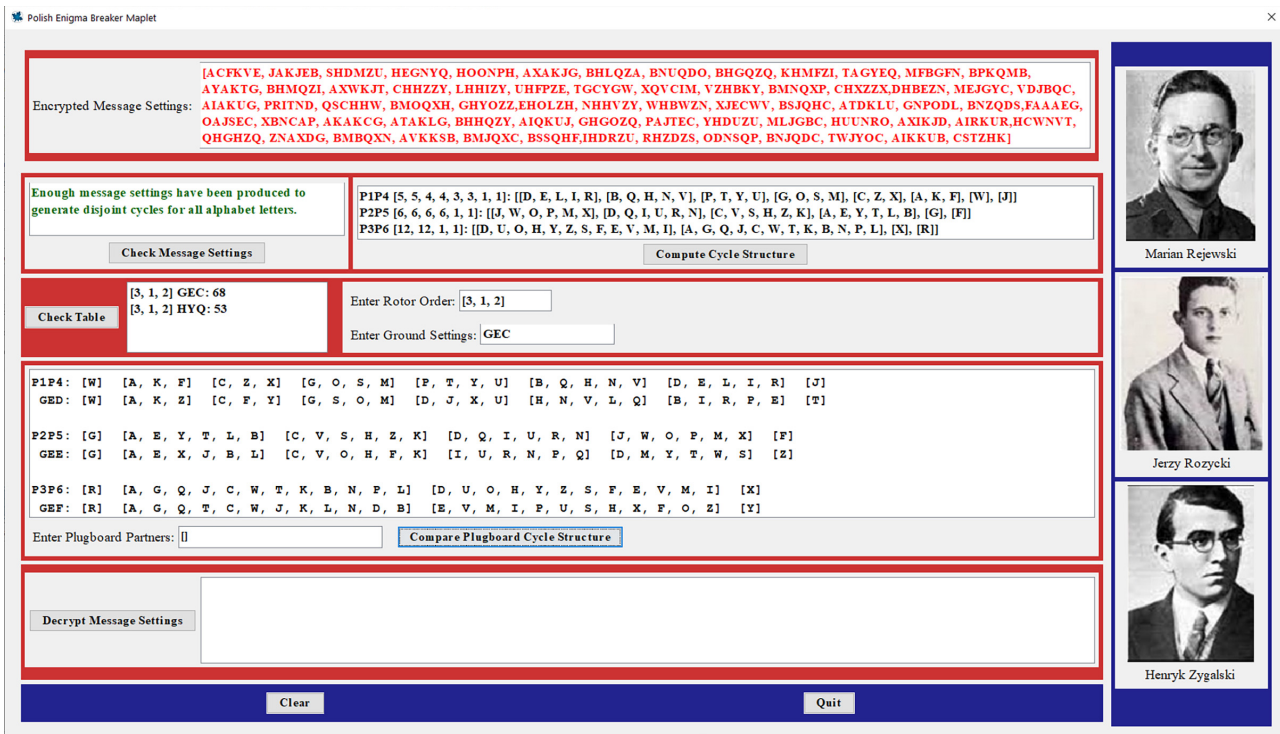 Polish Enigma Breaker Maplet
Encrypted Message Settings:
[ACFKVE, JAKJEB, SHDMZU, HEGNYQ, HOONPH, AXAKJG, BHLQZA, BNUQDO, BHGQZQ, KHMFZI, TAGYEQ, MFBGFN, BPKQMB,
AYAKTG, BHMQZI, AXWKJT, CHHZZY, LHHIZY, UHFPZE, TGCYGW, XQVCIM, VZHBKY, BMNQXP, CHXZZX,DHBEZN, MEJGYC, VDJBQC,
AIAKUG, PRITND, QSCHHW, BMOQXH, GHYOZZ,EHOLZH, NHHVZY, WHBWZN, XJECWV, BSJQHC, ATDKLU, GNPODL, BNZQDS,FAAAEG,
OAJSEC, XBNCAP, AKAKCG, ATAKLG, BHHQZY, AIQKUJ, GHGOZQ, PAJTEC, YHDUZU, MLJGBC, HUUNRO, AXIKJD, AIRKUR,HCWNVT,
QHGHZQ, ZNAXDG, BMBQXN, AVKKSB, BMJQXC, BSSQHF,IHDRZU, RHZDZS, ODNSQP, BNJQDC, TWJYOC, AIKKUB, CSTZHK]
Enough message settings have been produced to
generate disjoint cycles for all alphabet letters.
Check Message Settings
P1P4 [5, 5, 4, 4, 3, 3, 1, 1]: [[D, E, L, I, R], [B, Q, H, N, V], [P, T, Y, U], [G, O, S, M], [C, Z, X], [A, K, F], [W], [J]]
P2P5 [6, 6, 6, 6, 1, 1]: [[J, W, O, P, M, X], [D, Q, I, U, R, N], [C, V, S, H, Z, K], [A, E, Y, T, L, B], [G], [F]]
P3P6 [12, 12, 1, 1]: [[D, U, O, H, Y, Z, S, F, E, V, M, I], [A, G, Q, J, C, W, T, K, B, N, P, L], [X], [R]]
Compute Cycle Structure
Check Table
[3, 1, 2] GEC: 68
[3, 1, 2] HYQ: 53
Enter Rotor Order: [3, 1, 2]
Enter Ground Settings: GEC
P1P4: [W] [A, K, F] [C, Z, X] [G, O, S, M] [P, T, Y, U] [B, Q, H, N, V] [D, E, L, I, R] [J]
GED: [W] [A, K, Z] [C, F, Y] [G, S, O, M] [D, J, X, U] [H, N, V, L, Q] [B, I, R, P, E] [T]
P2P5: [G] [A, E, Y, T, L, B] [C, V, S, H, Z, K] [D, Q, I, U, R, N] [J, W, O, P, M, X] [F]
GEE: [G] [A, E, X, J, B, L] [C, V, O, H, F, K] [I, U, R, N, P, Q] [D, M, Y, T, W, S] [Z]
P3P6: [R] [A, G, Q, J, C, W, T, K, B, N, P, L] [D, U, O, H, Y, Z, S, F, E, V, M, I] [X]
GEF: [R] [A, G, Q, T, C, W, J, K, L, N, D, B] [E, V, M, I, P, U, S, H, X, F, O, Z] [Y]
Enter Plugboard Partners: []
Compare Plugboard Cycle Structure
Decrypt Message Settings
Clear
Quit
Marian Rejewski
Jerzy Rozycki
Henryk Zygalski